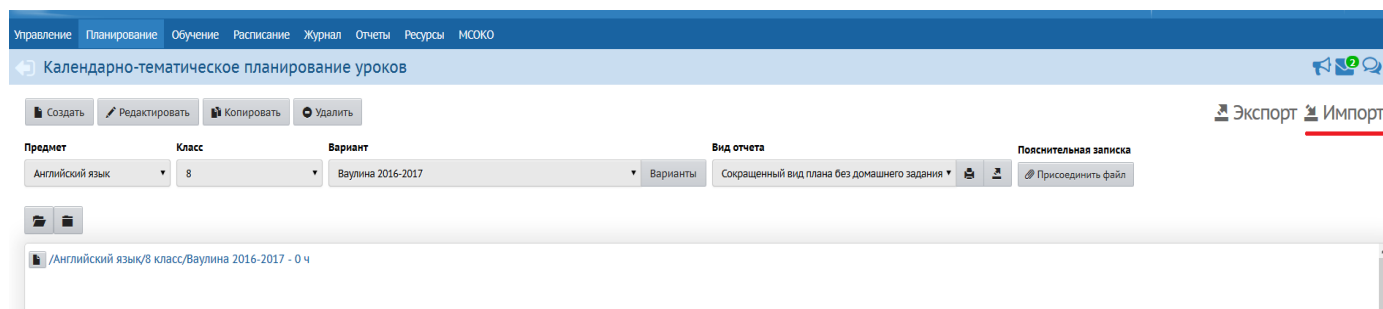 Управление Планирование Обучение Расписание Журнал Отчеты Ресурсы МСОКО
Календарно-тематическое планирование уроков 2
Создать Редактировать Копировать Удалить Экспорт Импорт
Предмет Класс Вариант Вид отчета Пояснительная записка
Английский язык 8 Ваулина 2016-2017 Варианты Сокращенный вид плана без домашнего задания Присоединить файл
/Английский язык/8 класс/Ваулина 2016-2017 - 0 ч